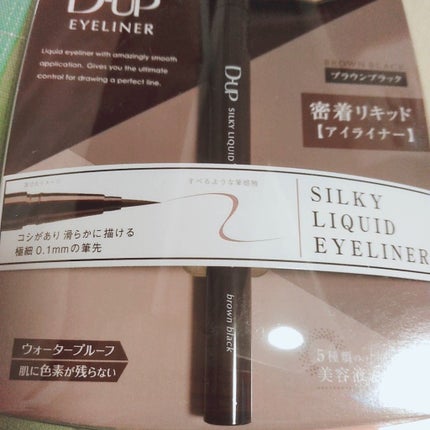 D-UP
EYELINER
Liquid eyeliner with amazingly smooth
application. Gives you the ultimate
control for drawing a perfect line.
D-UP SILKY LIQUID
BROWN BLACK
ブラウンブラック
密着リキッド
【アイライナー】
すべるような筆感触
コシがあり滑らかに描ける
極細0.1mmの筆先
SILKY
LIQUID
EYELINER
brown black
ウォータープルーフ
肌に色素が残らない
5種類の
美容液